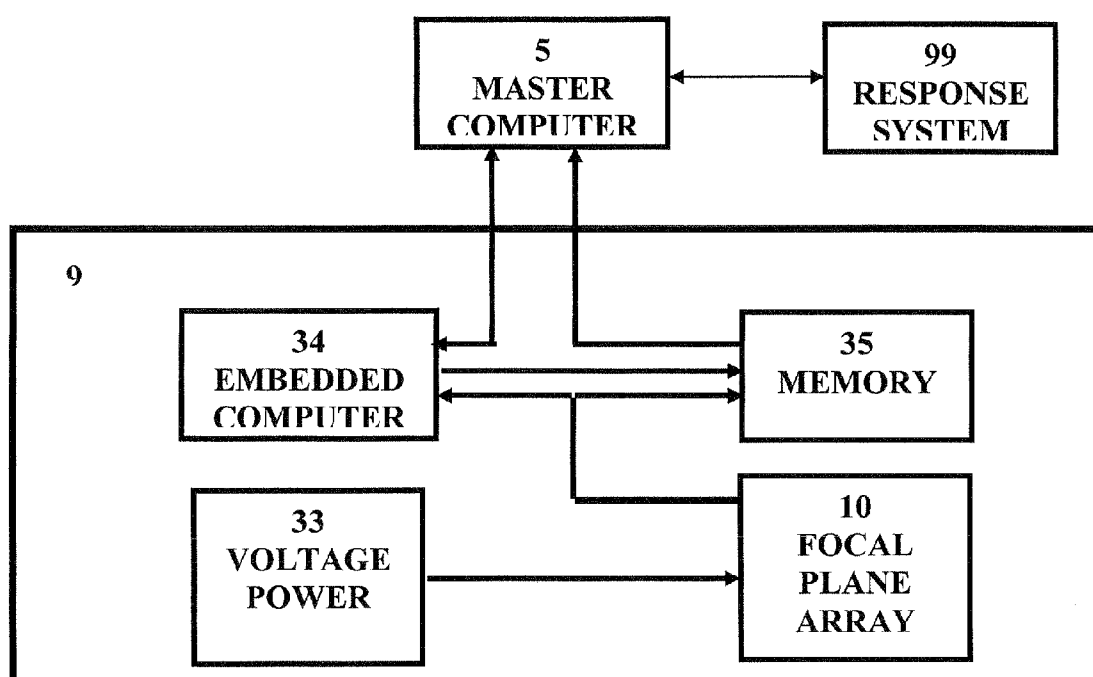 5
MASTER
COMPUTER
99
RESPONSE
SYSTEM
9
34
EMBEDDED
COMPUTER
35
MEMORY
33
VOLTAGE
POWER
10
FOCAL
PLANE
ARRAY